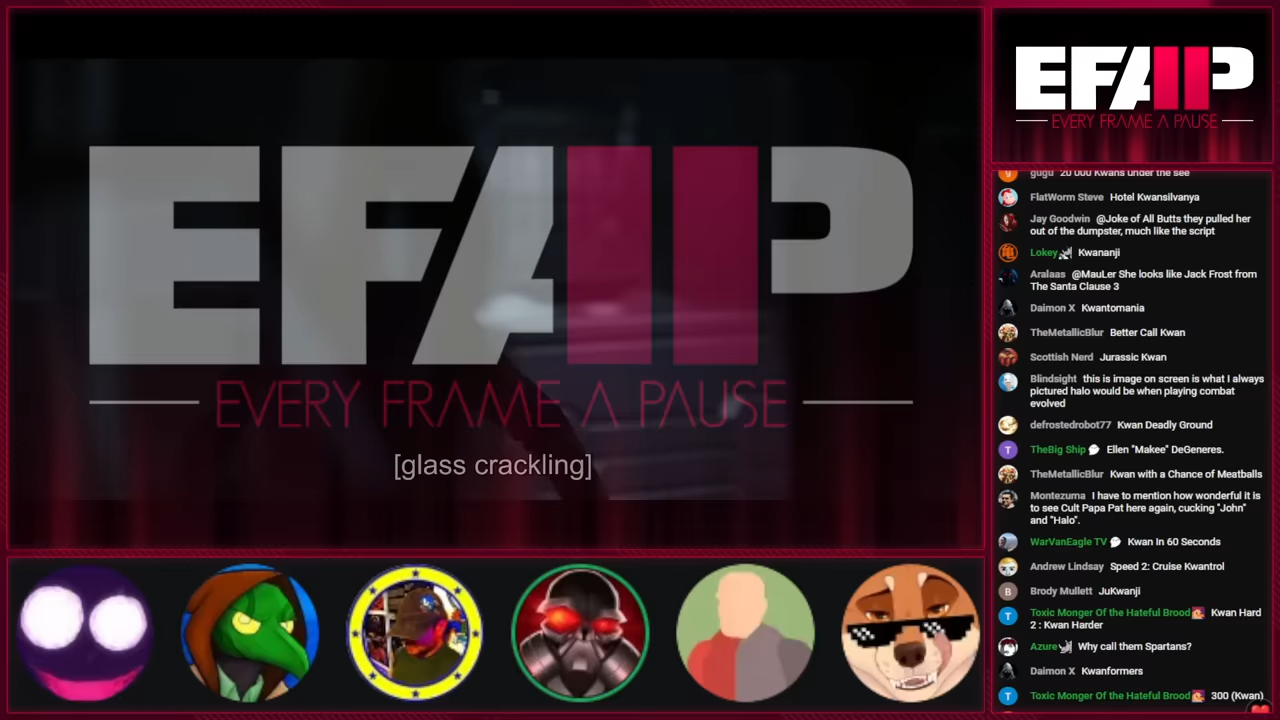 EFAP
EVERY FRAME A PAUSE
[glass crackling]
EFAP
EVERY FRAME A PAUSE
gugu 20 000 Kwans under the see
FlatWorm Steve Hotel Kwansilvanya
Jay Goodwin @Joke of All Butts they pulled her
out of the dumpster, much like the script
Lokey Kwananji
Aralaas @MauLer She looks like Jack Frost from
The Santa Clause 3
Daimon X Kwantomania
TheMetallicBlur Better Call Kwan
Scottish Nerd Jurassic Kwan
Blindsight this is image on screen is what I always
pictured halo would be when playing combat
evolved
defrostedrobot77 Kwan Deadly Ground
T TheBig Ship Ellen "Makee" DeGeneres.
TheMetallicBlur Kwan with a Chance of Meatballs
Montezuma I have to mention how wonderful it is
to see Cult Papa Pat here again, cucking "John"
and "Halo".
WarVanEagle TV Kwan In 60 Seconds
Andrew Lindsay Speed 2: Cruise Kwantrol
B Brody Mullett JuKwanji
T Toxic Monger Of the Hateful Brood Kwan Hard
2 : Kwan Harder
Azure Why call them Spartans?
Daimon X Kwanformers
T Toxic Monger Of the Hateful Brood 300 (Kwan)